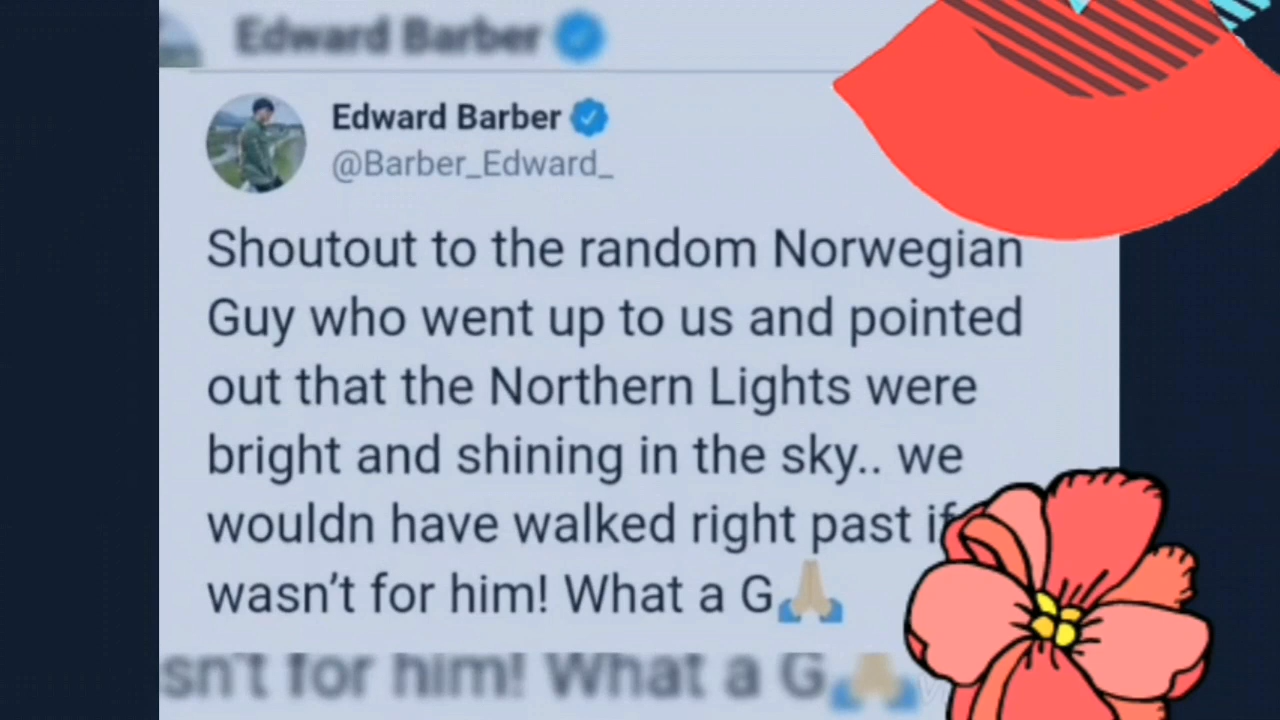 Edward Barber
Edward Barber
@Barber_Edward_
Shoutout to the random Norwegian
Guy who went up to us and pointed
out that the Northern Lights were
bright and shining in the sky.. we
wouldn have walked right past if
wasn’t for him! What a G🙏🏼
sn't for him! What a G🙏🏼